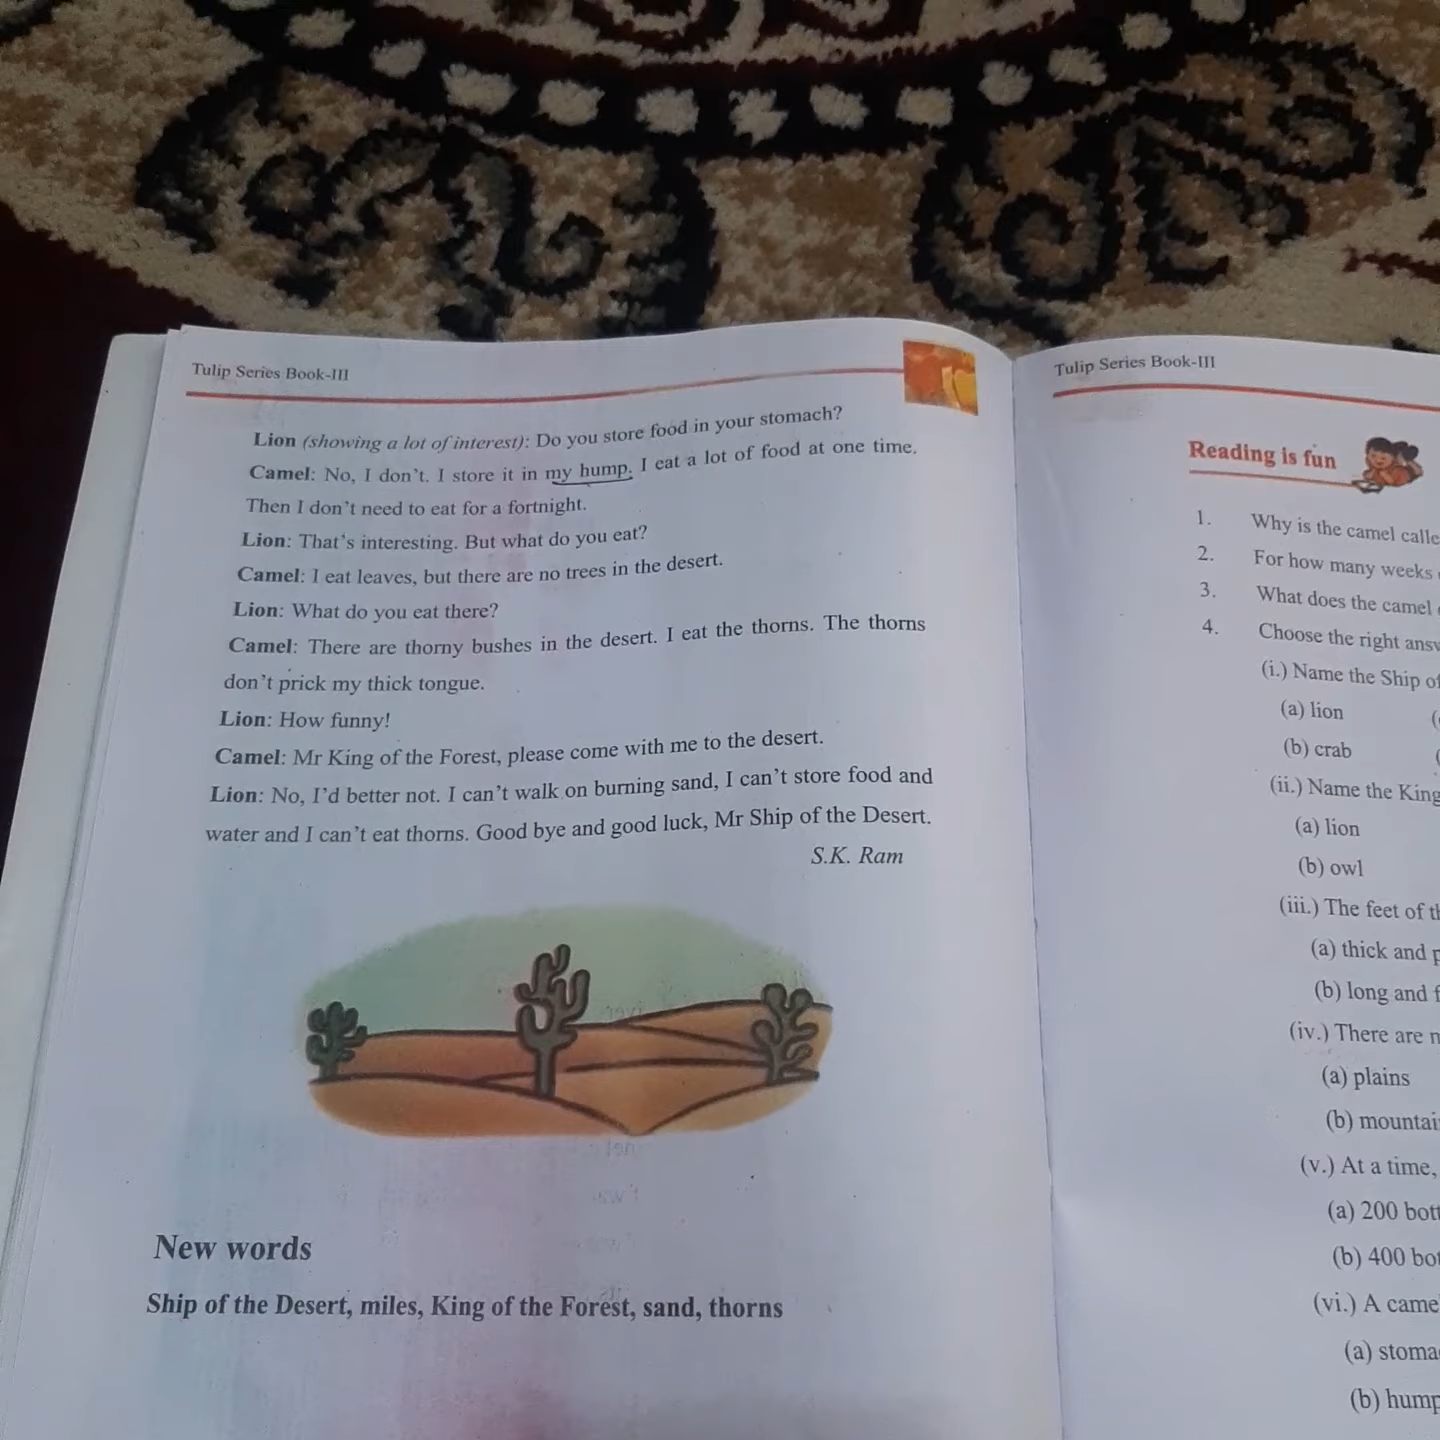 Tulip Series Book-III
Lion (showing a lot of interest): Do you store food in your stomach?
Camel: No, I don't. I store it in my hump. I eat a lot of food at one time.
Then I don't need to eat for a fortnight.
Lion: That's interesting. But what do you eat?
Camel: I eat leaves, but there are no trees in the desert.
Lion: What do you eat there?
Camel: There are thorny bushes in the desert. I eat the thorns. The thorns
don't prick my thick tongue.
Lion: How funny!
Camel: Mr King of the Forest, please come with me to the desert.
Lion: No, I'd better not. I can't walk on burning sand, I can't store food and
water and I can't eat thorns. Good bye and good luck, Mr Ship of the Desert.
S.K. Ram
New words
Ship of the Desert, miles, King of the Forest, sand, thorns
Tulip Series Book-III
Reading is fun
1. Why is the camel
2. For how many weeks
3. What does the camel
4. Choose the right
(i.) Name the Ship
(a) lion
(b) crab
(ii.) Name the King
(a) lion
(b) owl
(iii.) The feet of
(a) thick and
(b) long and
(iv.) There are
(a) plains
(b)
(v.) At a time,
(a) 200
(b) 400
(vi.) A
(a)
(b) hump